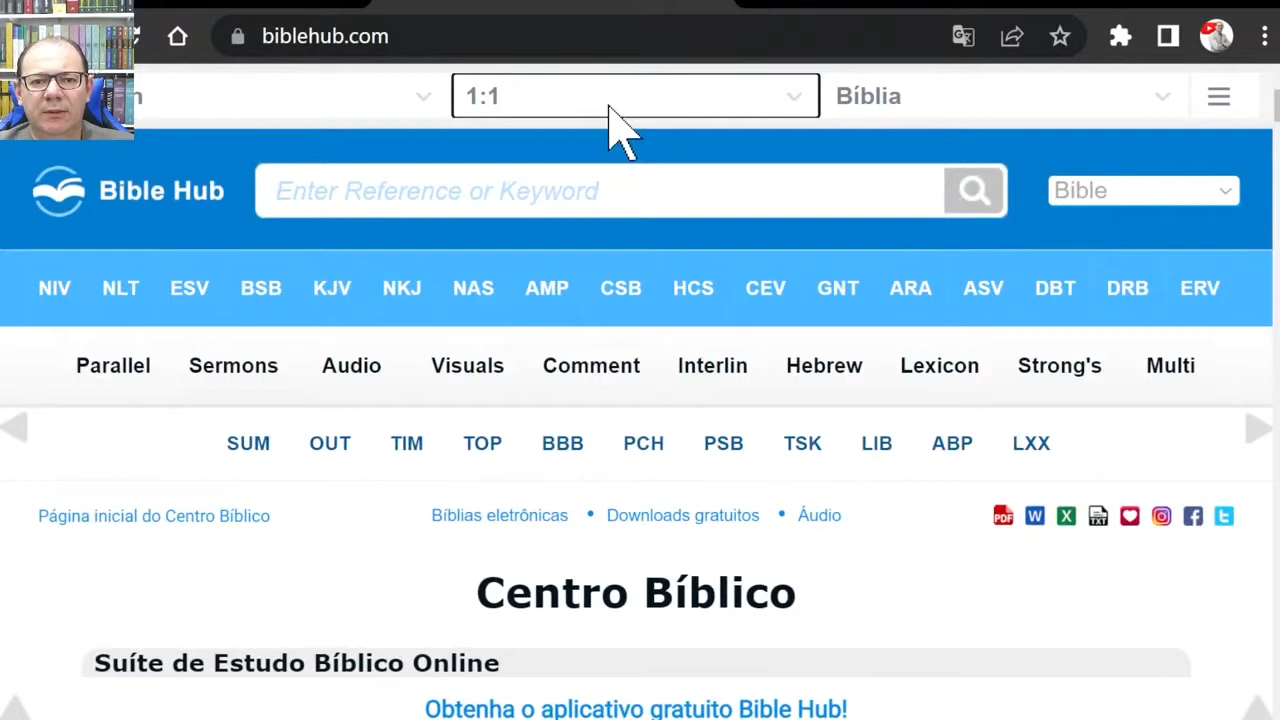 biblehub.com
n 1:1 Bíblia
Bible Hub Enter Reference or Keyword Bible
NIV NLT ESV BSB KJV NKJ NAS AMP CSB HCS CEV GNT ARA ASV DBT DRB ERV
Parallel Sermons Audio Visuals Comment Interlin Hebrew Lexicon Strong's Multi
SUM OUT TIM TOP BBB PCH PSB TSK LIB ABP LXX
Página inicial do Centro Bíblico Bíblias eletrônicas • Downloads gratuitos • Áudio PDF W X TXT
Centro Bíblico
Suíte de Estudo Bíblico Online
Obtenha o aplicativo gratuito Bible Hub!